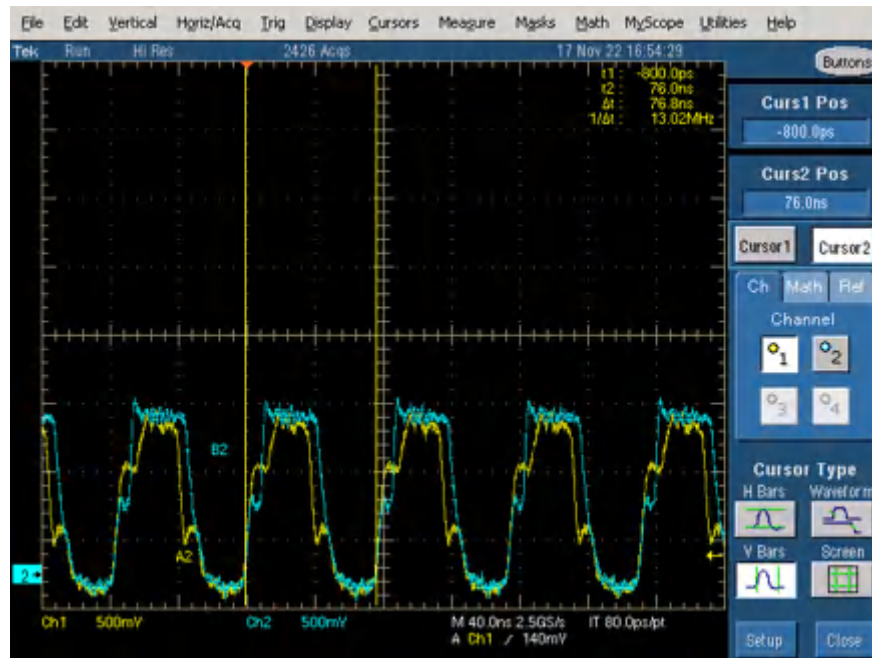 File Edit Vertical Horiz/Acq Trig Display Cursors Measure Masks Math MyScope Utilities Help
Tek Run Hi Res 2426 Acqs 17 Nov 22 16:54:29
Buttons
t1: -800.0ps
t2: 76.0ns
Δt: 76.8ns
1/Δt: 13.02MHz
Curs1 Pos
-800.0ps
Curs2 Pos
76.0ns
Cursor1 Cursor2
Ch Math Ref
Channel
1 2
3 4
B2
A2
2
Cursor Type
H Bars Waveform
V Bars Screen
Ch1 500mV Ch2 500mV M 40.0ns 2.5GS/s IT 80.0ps/pt
A Ch1 / 140mV
Setup Close